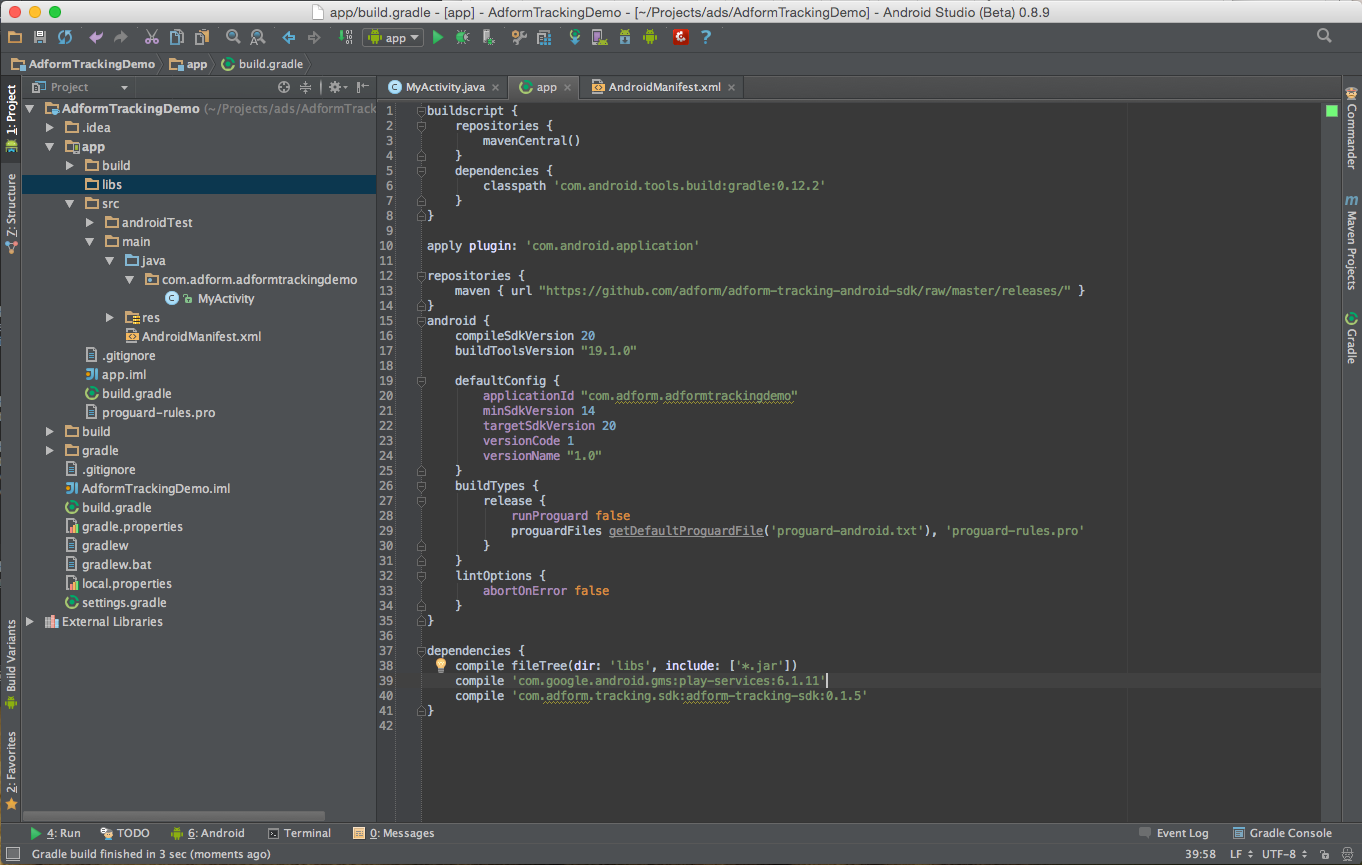 app/build.gradle - [app] - AdformTrackingDemo - [~/Projects/ads/AdformTrackingDemo] - Android Studio (Beta) 0.8.9
app
AdformTrackingDemo app build.gradle
1: Project
Z: Structure
Build Variants
2: Favorites
Project
AdformTrackingDemo (~/Projects/ads/AdformTrack
.idea
app
build
libs
src
androidTest
main
java
com.adform.adformtrackingdemo
MyActivity
res
AndroidManifest.xml
.gitignore
app.iml
build.gradle
proguard-rules.pro
build
gradle
.gitignore
AdformTrackingDemo.iml
build.gradle
gradle.properties
gradlew
gradlew.bat
local.properties
settings.gradle
External Libraries
MyActivity.java app AndroidManifest.xml
1 buildscript {
2 repositories {
3 mavenCentral()
4 }
5 dependencies {
6 classpath 'com.android.tools.build:gradle:0.12.2'
7 }
8 }
9
10 apply plugin: 'com.android.application'
11
12 repositories {
13 maven { url "https://github.com/adform/adform-tracking-android-sdk/raw/master/releases/" }
14 }
15 android {
16 compileSdkVersion 20
17 buildToolsVersion "19.1.0"
18
19 defaultConfig {
20 applicationId "com.adform.adformtrackingdemo"
21 minSdkVersion 14
22 targetSdkVersion 20
23 versionCode 1
24 versionName "1.0"
25 }
26 buildTypes {
27 release {
28 runProguard false
29 proguardFiles getDefaultProguardFile('proguard-android.txt'), 'proguard-rules.pro'
30 }
31 }
32 lintOptions {
33 abortOnError false
34 }
35 }
36
37 dependencies {
38 compile fileTree(dir: 'libs', include: ['*.jar'])
39 compile 'com.google.android.gms:play-services:6.1.11'
40 compile 'com.adform.tracking.sdk:adform-tracking-sdk:0.1.5'
41 }
42
Commander
Maven Projects
Gradle
4: Run TODO 6: Android Terminal 0: Messages Event Log Gradle Console
Gradle build finished in 3 sec (moments ago) 39:58 LF UTF-8